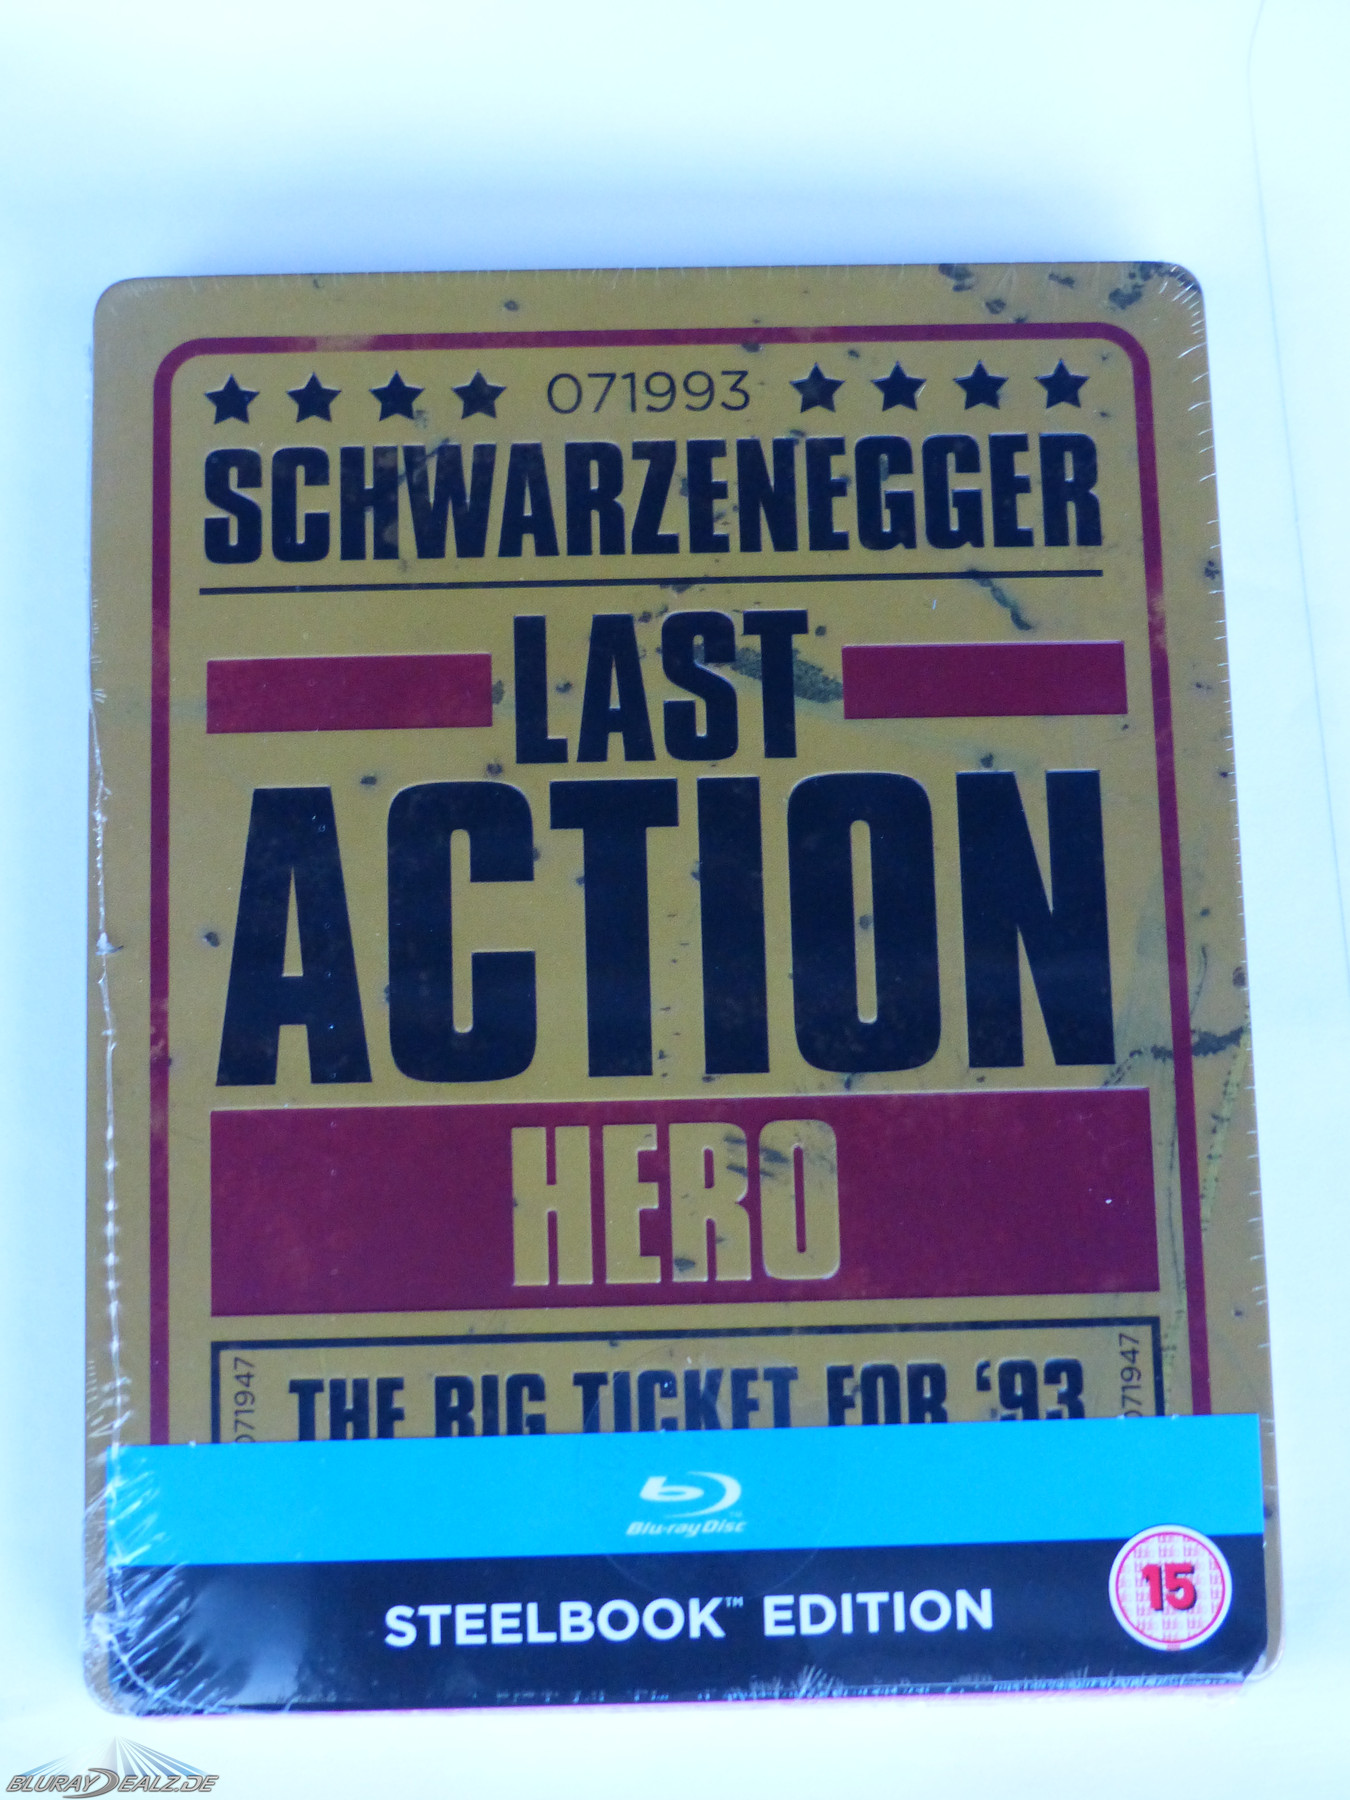 ★ ★ ★ ★ 071993 ★ ★ ★ ★
SCHWARZENEGGER
LAST
ACTION
HERO
071947
THE BIG TICKET FOR '93
071947
Blu-ray Disc™
STEELBOOK™ EDITION
15
BLURAYDEALZ.DE